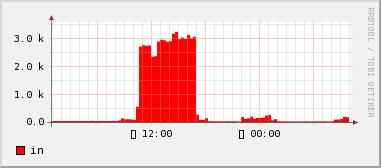 3.0 k
2.0 k
1.0 k
0.0
12:00
00:00
in
RRDTOOL / TOBI OETIKER